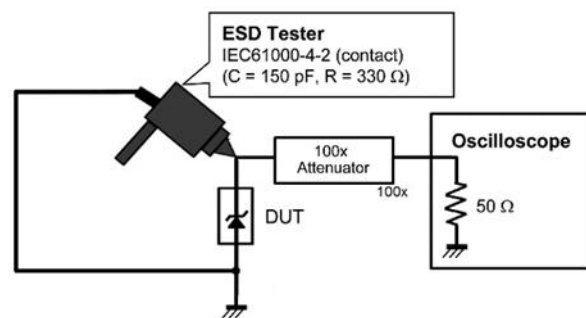 ESD Tester
IEC61000-4-2 (contact)
(C = 150 pF, R = 330 Ω)
Oscilloscope
100x
Attenuator
100x
50 Ω
DUT